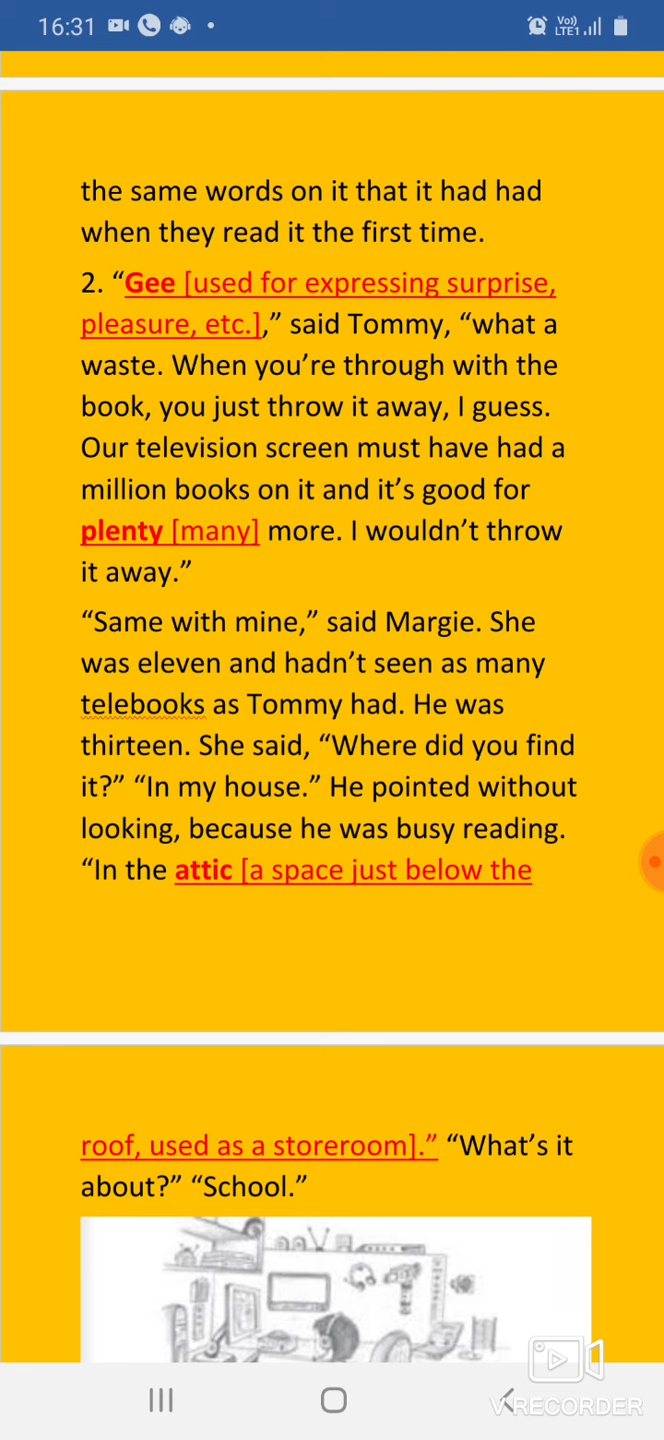 16:31
Vo))
LTE1
the same words on it that it had had
when they read it the first time.
2. “Gee [used for expressing surprise,
pleasure, etc.],” said Tommy, “what a
waste. When you’re through with the
book, you just throw it away, I guess.
Our television screen must have had a
million books on it and it’s good for
plenty [many] more. I wouldn’t throw
it away.”
“Same with mine,” said Margie. She
was eleven and hadn’t seen as many
telebooks as Tommy had. He was
thirteen. She said, “Where did you find
it?” “In my house.” He pointed without
looking, because he was busy reading.
“In the attic [a space just below the
roof, used as a storeroom].” “What’s it
about?” “School.”
V RECORDER